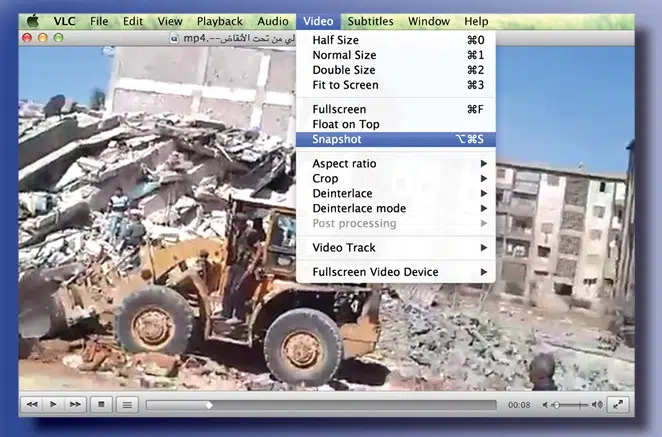 VLC File Edit View Playback Audio Video Subtitles Window Help
mp4.--لي من تحت الأنقاض
Half Size ⌘0
Normal Size ⌘1
Double Size ⌘2
Fit to Screen ⌘3
Fullscreen ⌘F
Float on Top
Snapshot ⌥⌘S
Aspect ratio
Crop
Deinterlace
Deinterlace mode
Post processing
Video Track
Fullscreen Video Device
00:08